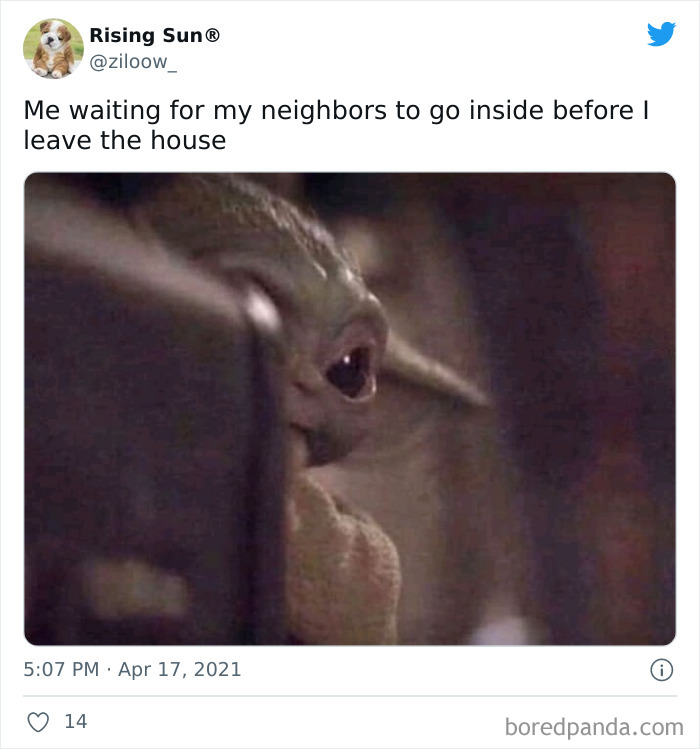 Rising Sun®
@ziloow_
Me waiting for my neighbors to go inside before I
leave the house
5:07 PM · Apr 17, 2021
14
boredpanda.com